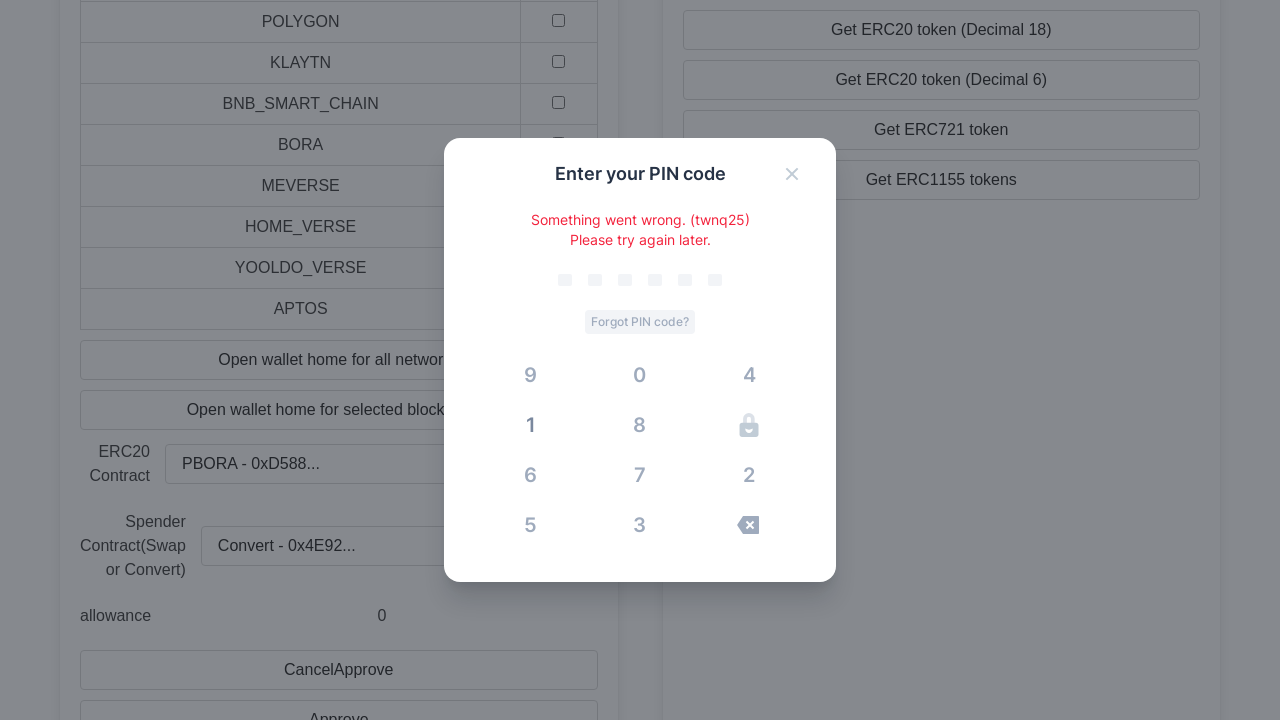 POLYGON
KLAYTN
BNB_SMART_CHAIN
BORA
MEVERSE
HOME_VERSE
YOOLDO_VERSE
APTOS
Open wallet home for all networ
Open wallet home for selected block
ERC20
Contract
PBORA - 0xD588...
Spender
Contract(Swap
or Convert)
Convert - 0x4E92...
allowance
0
CancelApprove
Approve
Get ERC20 token (Decimal 18)
Get ERC20 token (Decimal 6)
Get ERC721 token
Get ERC1155 tokens
Enter your PIN code
Something went wrong. (twnq25)
Please try again later.
Forgot PIN code?
9 0 4
1 8
6 7 2
5 3